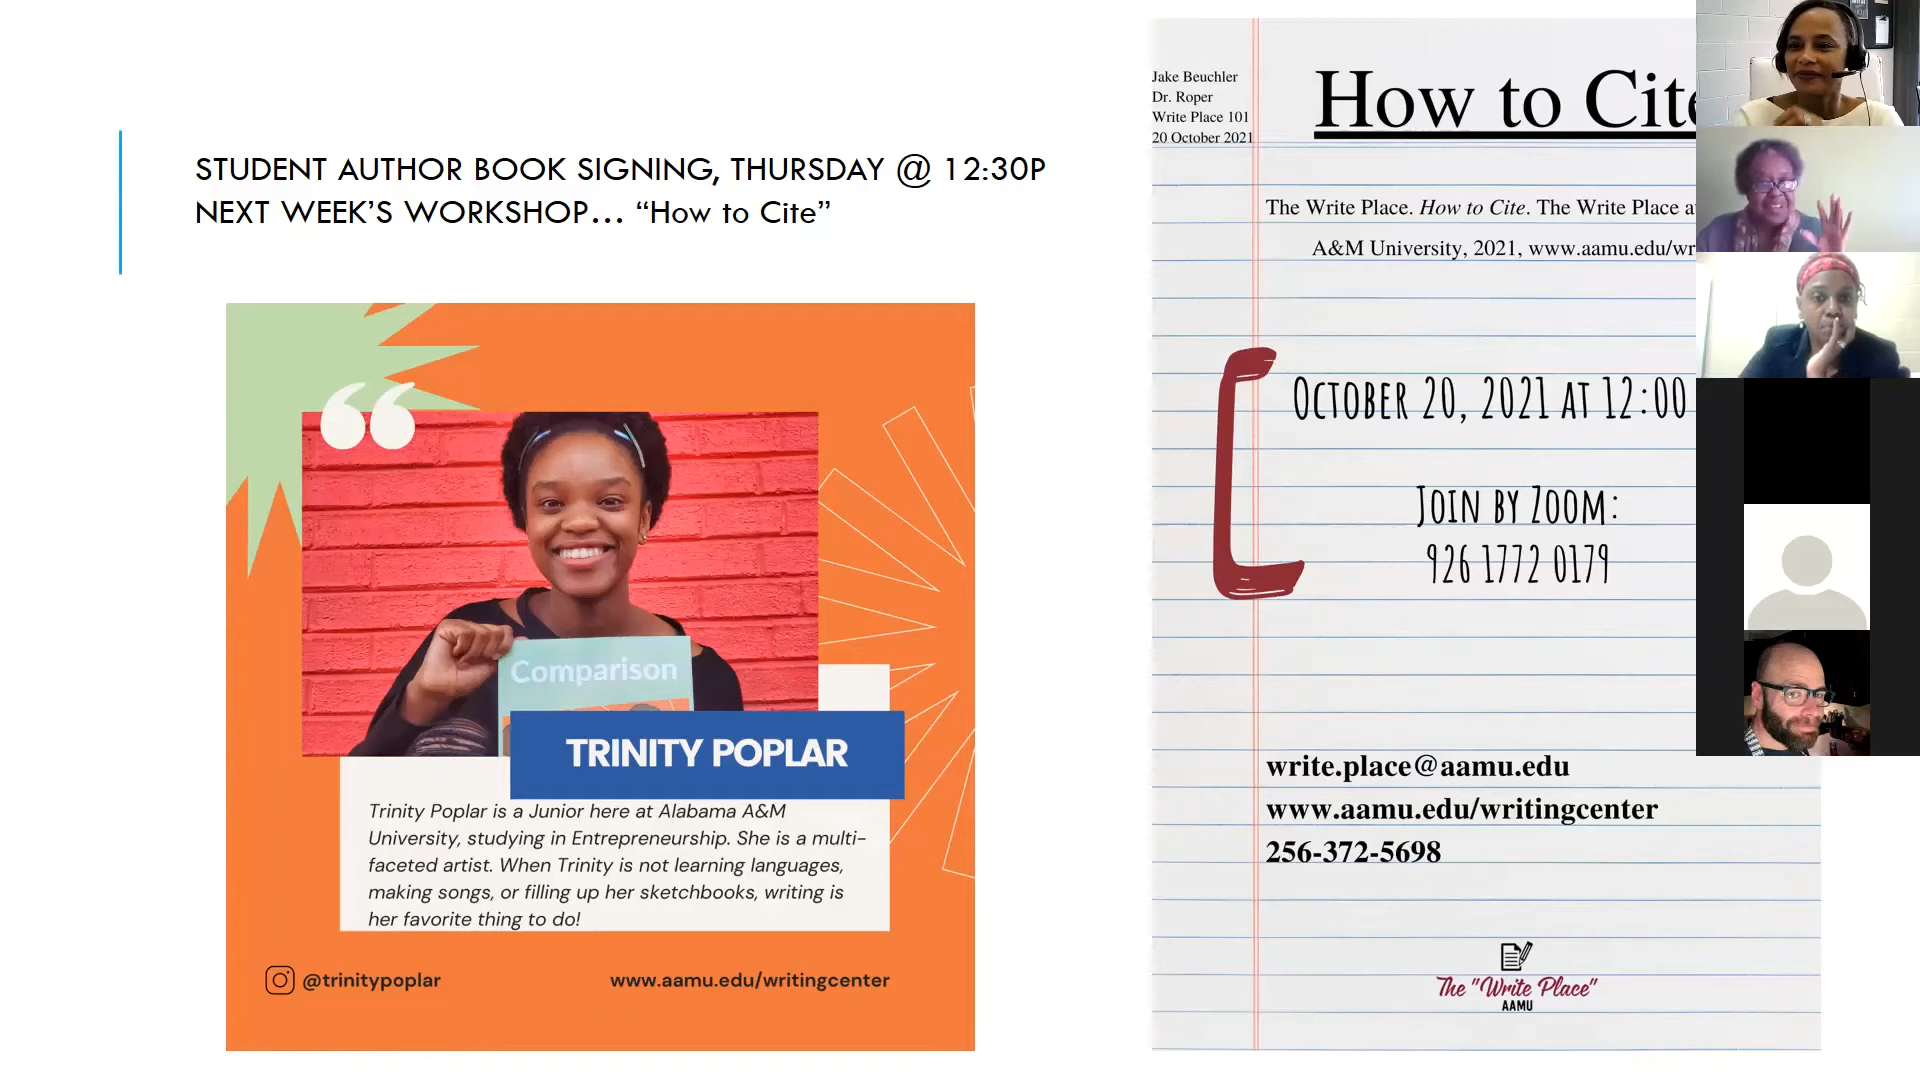 STUDENT AUTHOR BOOK SIGNING, THURSDAY @ 12:30P
NEXT WEEK’S WORKSHOP... “How to Cite”
Comparison
TRINITY POPLAR
Trinity Poplar is a Junior here at Alabama A&M
University, studying in Entrepreneurship. She is a multi-
faceted artist. When Trinity is not learning languages,
making songs, or filling up her sketchbooks, writing is
her favorite thing to do!
@trinitypoplar
www.aamu.edu/writingcenter
Jake Beuchler
Dr. Roper
Write Place 101
20 October 2021
How to Cite
The Write Place. How to Cite. The Write Place
A&M University, 2021, www.aamu.edu/wr
October 20, 2021 at 12:00
Join by Zoom:
926 1772 0179
write.place@aamu.edu
www.aamu.edu/writingcenter
256-372-5698
The "Write Place"
AAMU